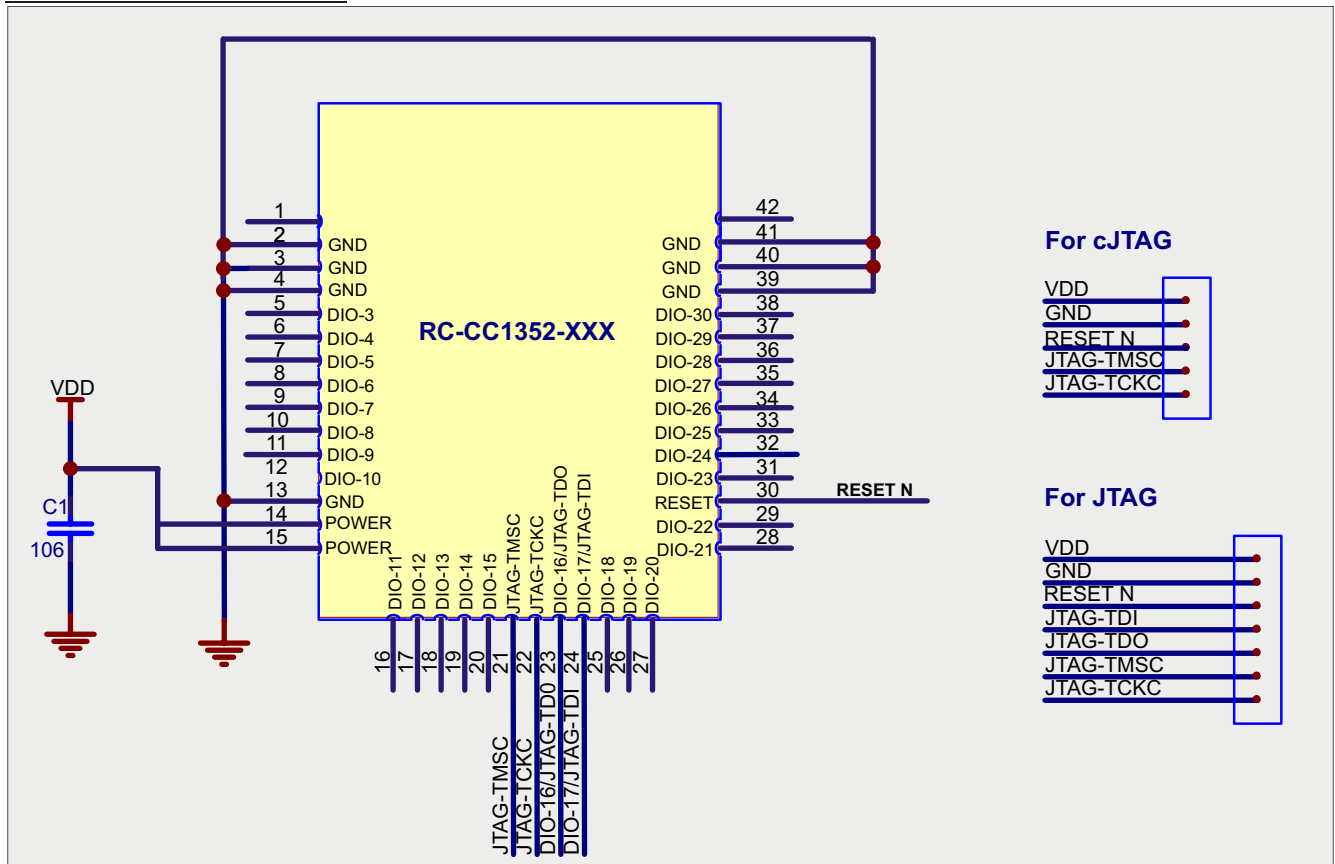 1
2 GND
3 GND
4 GND
5 DIO-3
6 DIO-4
7 DIO-5
8 DIO-6
9 DIO-7
10 DIO-8
11 DIO-9
12 DIO-10
13 GND
14 POWER
15 POWER
VDD
C1
106
RC-CC1352-XXX
42
GND 41
GND 40
GND 39
DIO-30 38
DIO-29 37
DIO-28 36
DIO-27 35
DIO-26 34
DIO-25 33
DIO-24 32
DIO-23 31
RESET 30 RESET N
DIO-22 29
DIO-21 28
DIO-11 16
DIO-12 17
DIO-13 18
DIO-14 19
DIO-15 20
JTAG-TMSC 21 JTAG-TMSC
JTAG-TCKC 22 JTAG-TCKC
DIO-16/JTAG-TDO 23 DIO-16/JTAG-TD0
DIO-17/JTAG-TDI 24 DIO-17/JTAG-TDI
DIO-18 25
DIO-19 26
DIO-20 27
For cJTAG
VDD
GND
RESET N
JTAG-TMSC
JTAG-TCKC
For JTAG
VDD
GND
RESET N
JTAG-TDI
JTAG-TDO
JTAG-TMSC
JTAG-TCKC